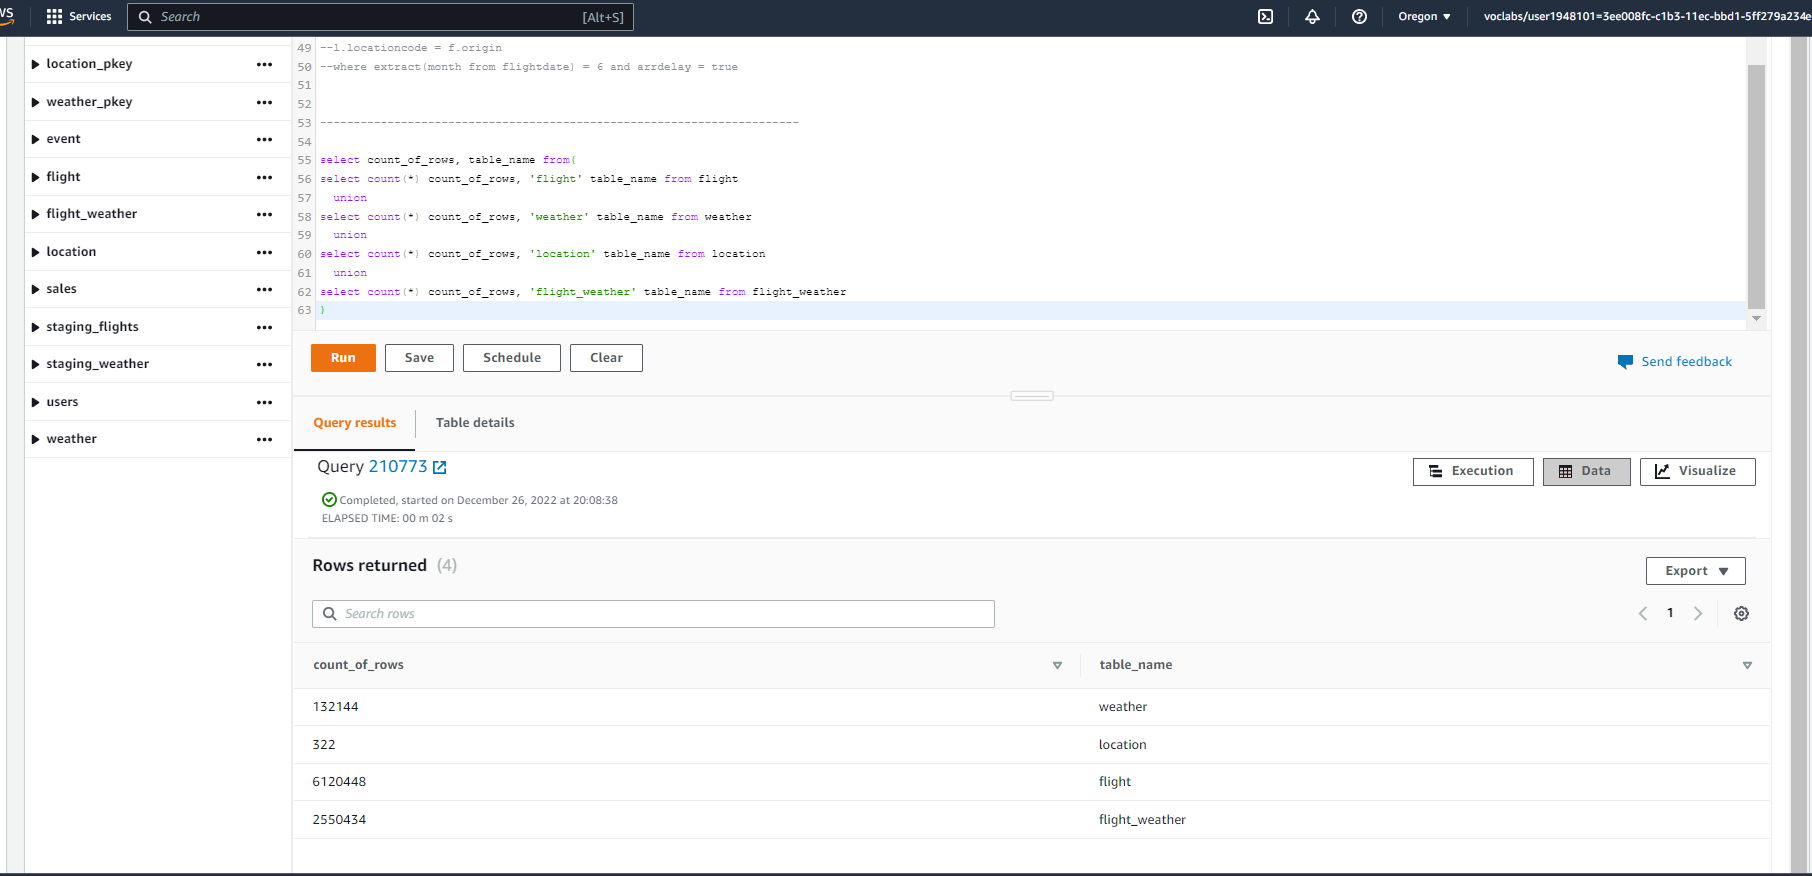 Services
Search
[Alt+S]
Oregon
voclabs/user1948101=3ee008fc-c1b3-11ec-bbd1-5ff279a234e
location_pkey
weather_pkey
event
flight
flight_weather
location
sales
staging_flights
staging_weather
users
weather
49 --l.locationcode = f.origin
50 --where extract(month from flightdate) = 6 and arrdelay = true
51
52
53 -----------------------------------------------------------------------
54
55 select count_of_rows, table_name from(
56 select count(*) count_of_rows, 'flight' table_name from flight
57 union
58 select count(*) count_of_rows, 'weather' table_name from weather
59 union
60 select count(*) count_of_rows, 'location' table_name from location
61 union
62 select count(*) count_of_rows, 'flight_weather' table_name from flight_weather
63 )
Run
Save
Schedule
Clear
Send feedback
Query results
Table details
Query 210773
Execution
Data
Visualize
Completed, started on December 26, 2022 at 20:08:38
ELAPSED TIME: 00 m 02 s
Rows returned (4)
Export
Search rows
1
count_of_rows table_name
132144 weather
322 location
6120448 flight
2550434 flight_weather